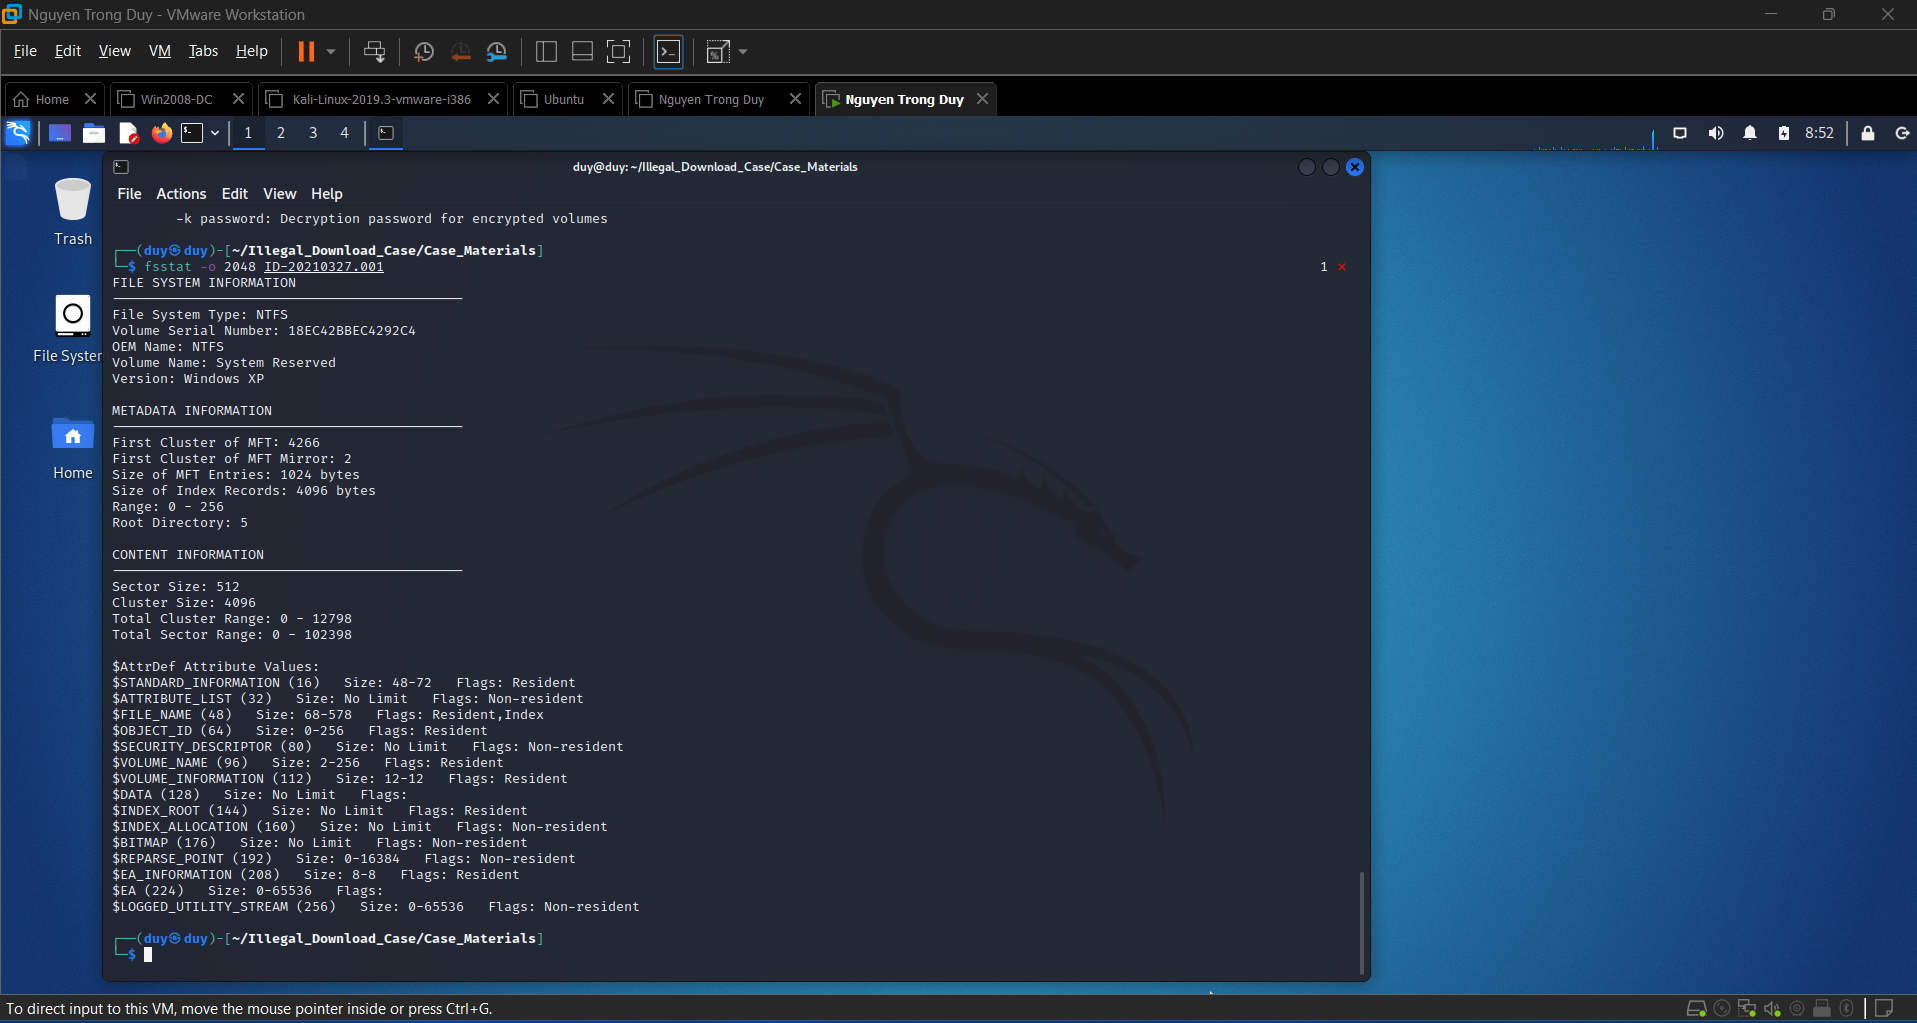 Nguyen Trong Duy - VMware Workstation
File Edit View VM Tabs Help
Home Win2008-DC Kali-Linux-2019.3-vmware-i386 Ubuntu Nguyen Trong Duy Nguyen Trong Duy
1 2 3 4 8:52
duy@duy: ~/Illegal_Download_Case/Case_Materials
File Actions Edit View Help
Trash
File System
Home
-k password: Decryption password for encrypted volumes
(duy㉿duy)-[~/Illegal_Download_Case/Case_Materials]
$ fsstat -o 2048 ID-20210327.001 1 ⨯
FILE SYSTEM INFORMATION
--------------------------------------------
File System Type: NTFS
Volume Serial Number: 18EC42BBEC4292C4
OEM Name: NTFS
Volume Name: System Reserved
Version: Windows XP
METADATA INFORMATION
--------------------------------------------
First Cluster of MFT: 4266
First Cluster of MFT Mirror: 2
Size of MFT Entries: 1024 bytes
Size of Index Records: 4096 bytes
Range: 0 - 256
Root Directory: 5
CONTENT INFORMATION
--------------------------------------------
Sector Size: 512
Cluster Size: 4096
Total Cluster Range: 0 - 12798
Total Sector Range: 0 - 102398
$AttrDef Attribute Values:
$STANDARD_INFORMATION (16) Size: 48-72 Flags: Resident
$ATTRIBUTE_LIST (32) Size: No Limit Flags: Non-resident
$FILE_NAME (48) Size: 68-578 Flags: Resident,Index
$OBJECT_ID (64) Size: 0-256 Flags: Resident
$SECURITY_DESCRIPTOR (80) Size: No Limit Flags: Non-resident
$VOLUME_NAME (96) Size: 2-256 Flags: Resident
$VOLUME_INFORMATION (112) Size: 12-12 Flags: Resident
$DATA (128) Size: No Limit Flags:
$INDEX_ROOT (144) Size: No Limit Flags: Resident
$INDEX_ALLOCATION (160) Size: No Limit Flags: Non-resident
$BITMAP (176) Size: No Limit Flags: Non-resident
$REPARSE_POINT (192) Size: 0-16384 Flags: Non-resident
$EA_INFORMATION (208) Size: 8-8 Flags: Resident
$EA (224) Size: 0-65536 Flags:
$LOGGED_UTILITY_STREAM (256) Size: 0-65536 Flags: Non-resident
(duy㉿duy)-[~/Illegal_Download_Case/Case_Materials]
$
To direct input to this VM, move the mouse pointer inside or press Ctrl+G.